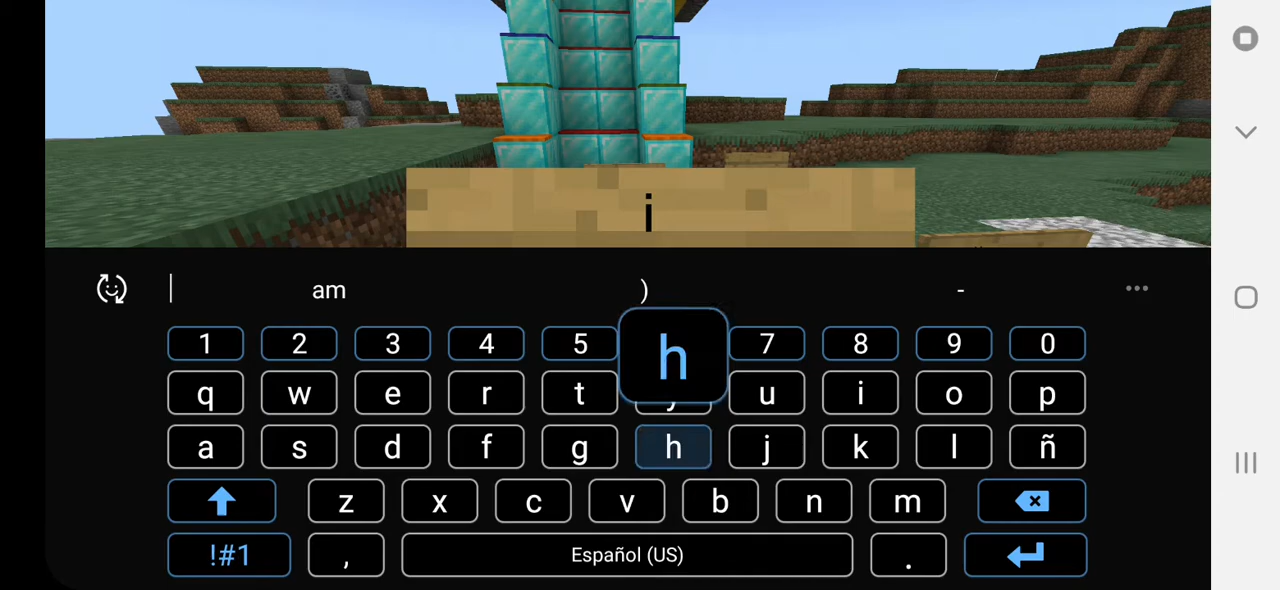 i
am ) -
h
1 2 3 4 5 7 8 9 0
q w e r t y u i o p
a s d f g h j k l ñ
z x c v b n m
!#1 , Español (US) .